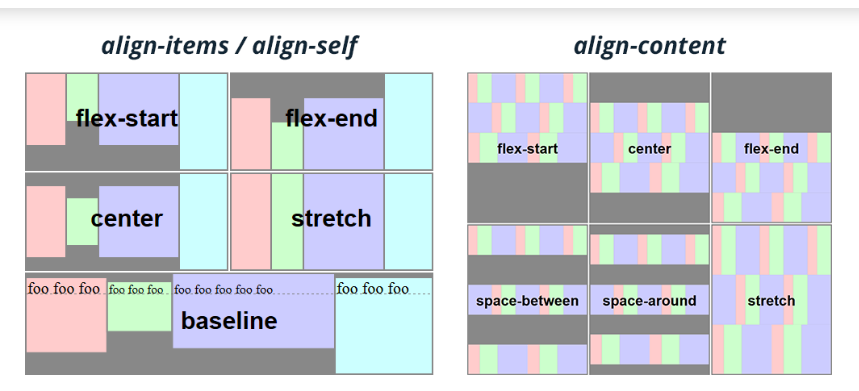 align-items / align-self
flex-start
flex-end
center
stretch
foo foo foo
foo foo foo
foo foo foo foo foo
foo foo foo
baseline
align-content
flex-start
center
flex-end
space-between
space-around
stretch